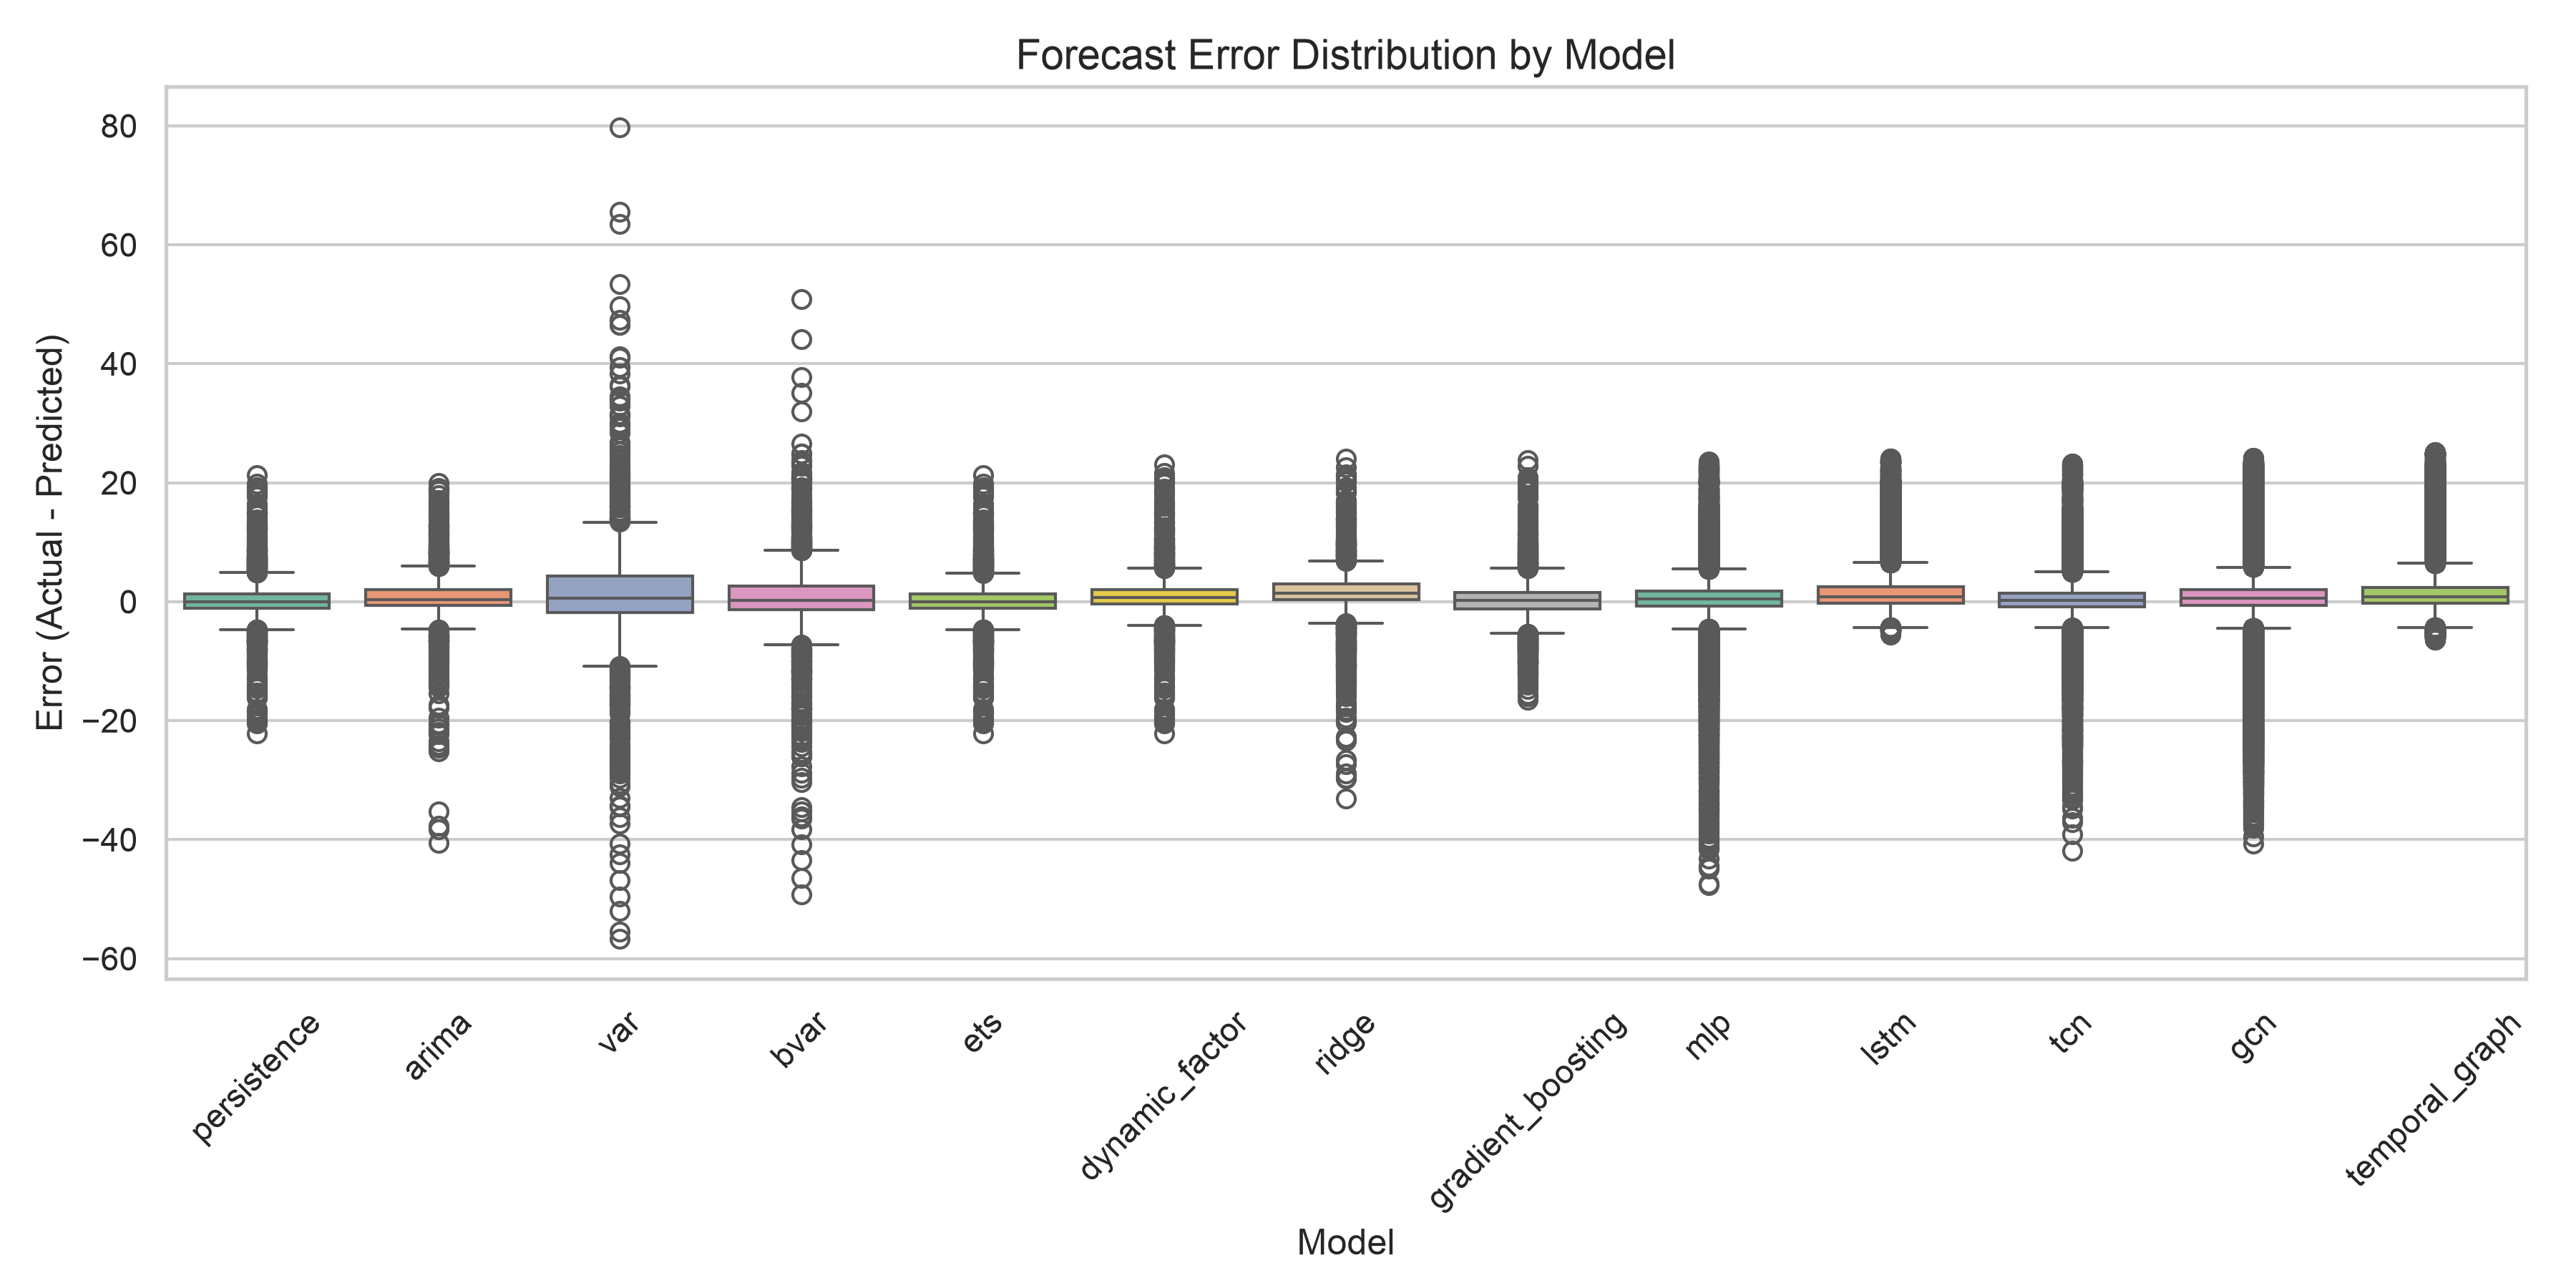 Forecast Error Distribution by Model
Error (Actual - Predicted)
80
60
40
20
0
−20
−40
−60
persistence
arima
var
bvar
ets
dynamic_factor
ridge
gradient_boosting
mlp
lstm
tcn
gcn
temporal_graph
Model